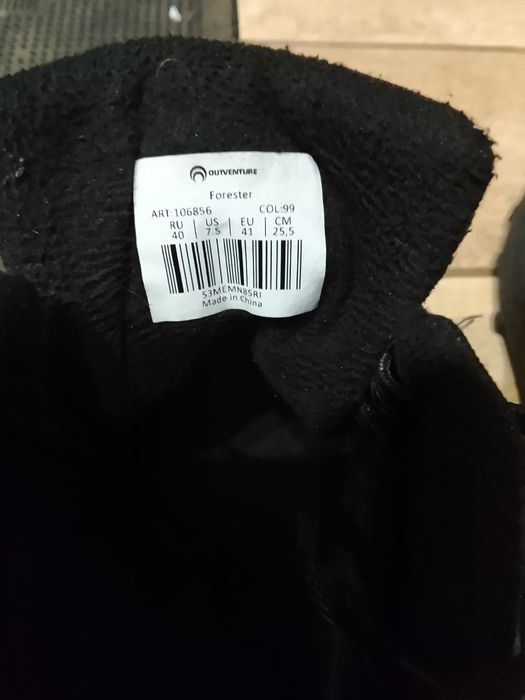 OUTVENTURE
Forester
ART:106856 COL:99
RU | US | EU | CM
40 | 7.5 | 41 | 25,5
S3MEMNBSRI
Made in China